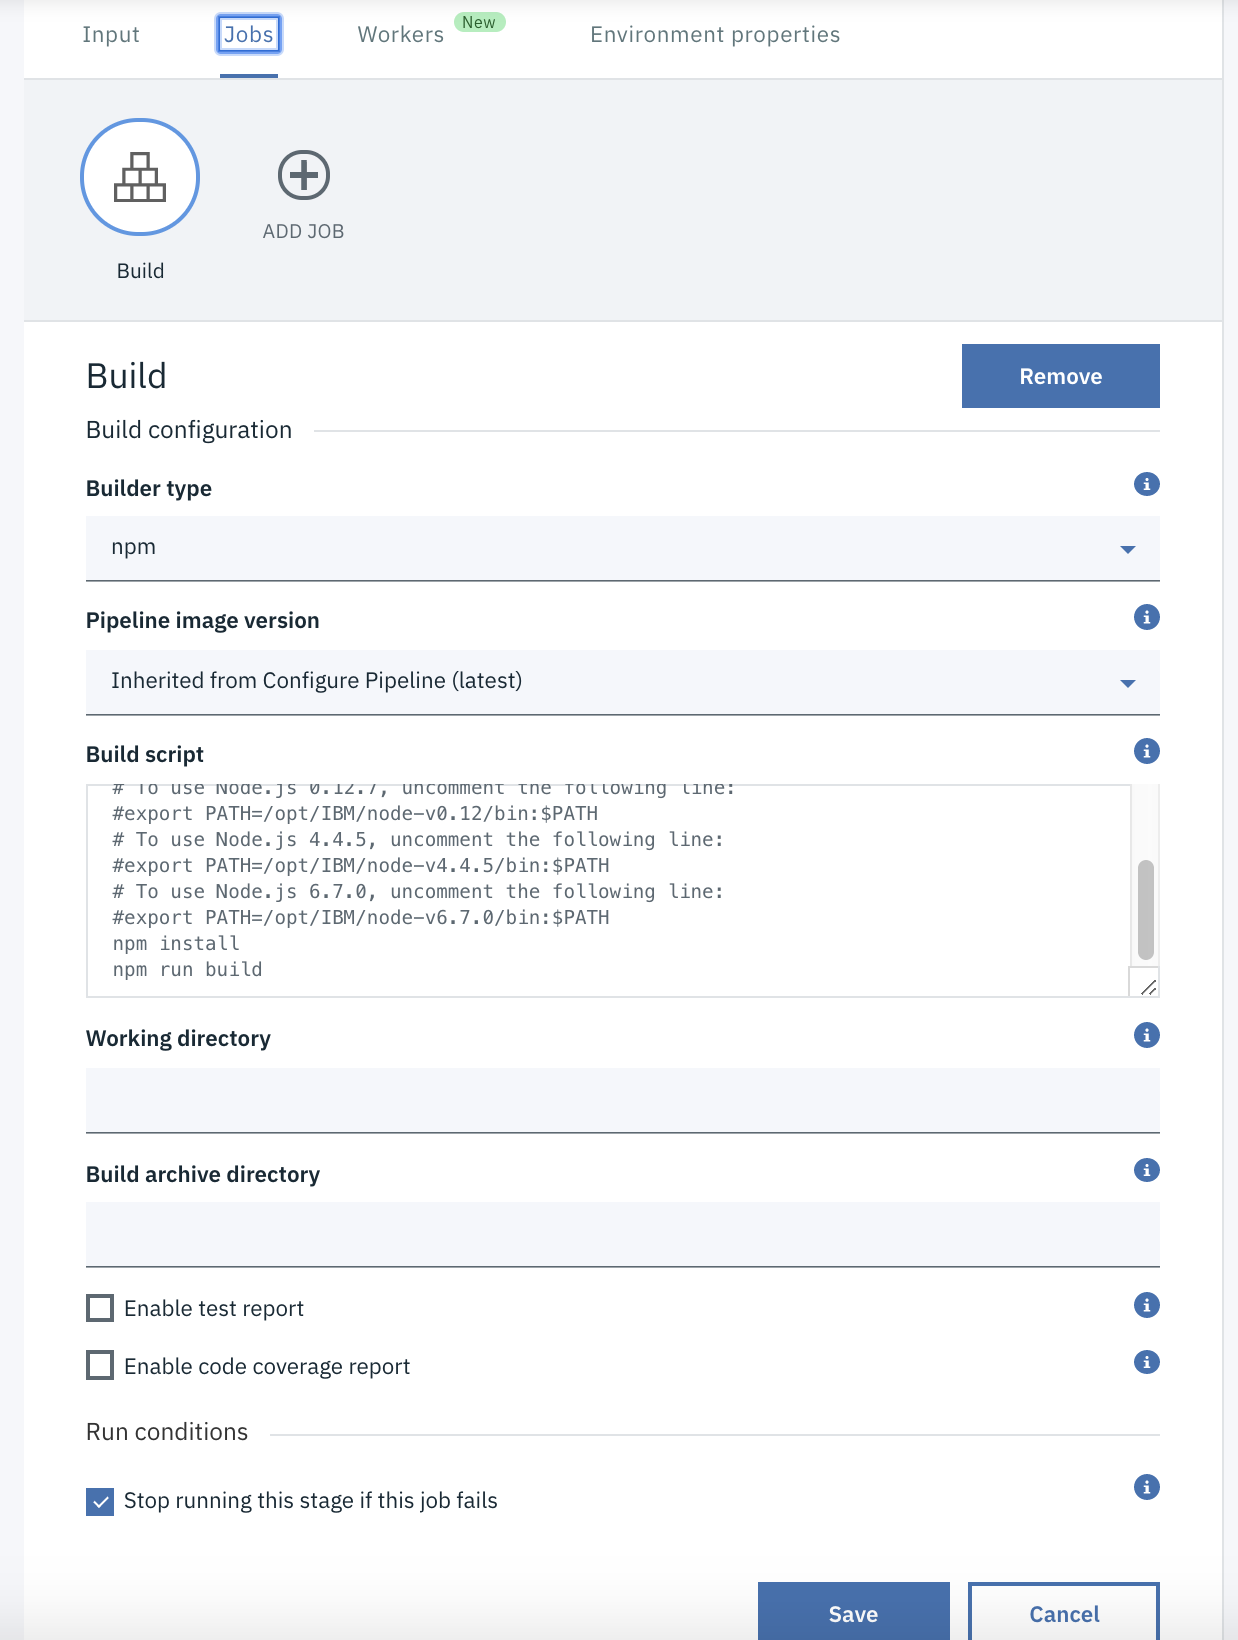 Input
Jobs
Workers
New
Environment properties
Build
ADD JOB
Build
Remove
Build configuration
Builder type
npm
Pipeline image version
Inherited from Configure Pipeline (latest)
Build script
# To use Node.js 0.12.7, uncomment the following line:
#export PATH=/opt/IBM/node-v0.12/bin:$PATH
# To use Node.js 4.4.5, uncomment the following line:
#export PATH=/opt/IBM/node-v4.4.5/bin:$PATH
# To use Node.js 6.7.0, uncomment the following line:
#export PATH=/opt/IBM/node-v6.7.0/bin:$PATH
npm install
npm run build
Working directory
Build archive directory
Enable test report
Enable code coverage report
Run conditions
Stop running this stage if this job fails
Save
Cancel